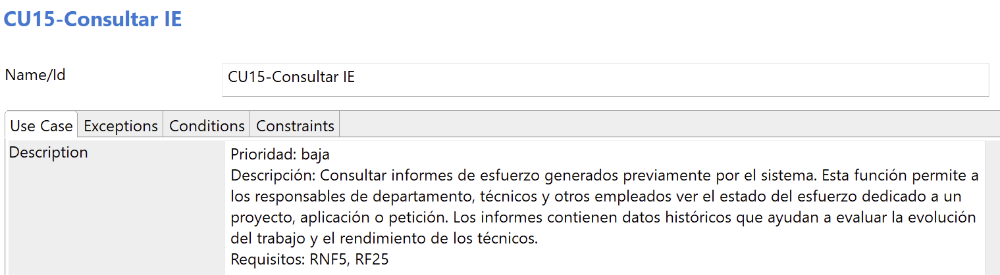 CU15-Consultar IE
Name/Id
CU15-Consultar IE
Use Case
Exceptions
Conditions
Constraints
Description
Prioridad: baja
Descripción: Consultar informes de esfuerzo generados previamente por el sistema. Esta función permite a
los responsables de departamento, técnicos y otros empleados ver el estado del esfuerzo dedicado a un
proyecto, aplicación o petición. Los informes contienen datos históricos que ayudan a evaluar la evolución
del trabajo y el rendimiento de los técnicos.
Requisitos: RNF5, RF25